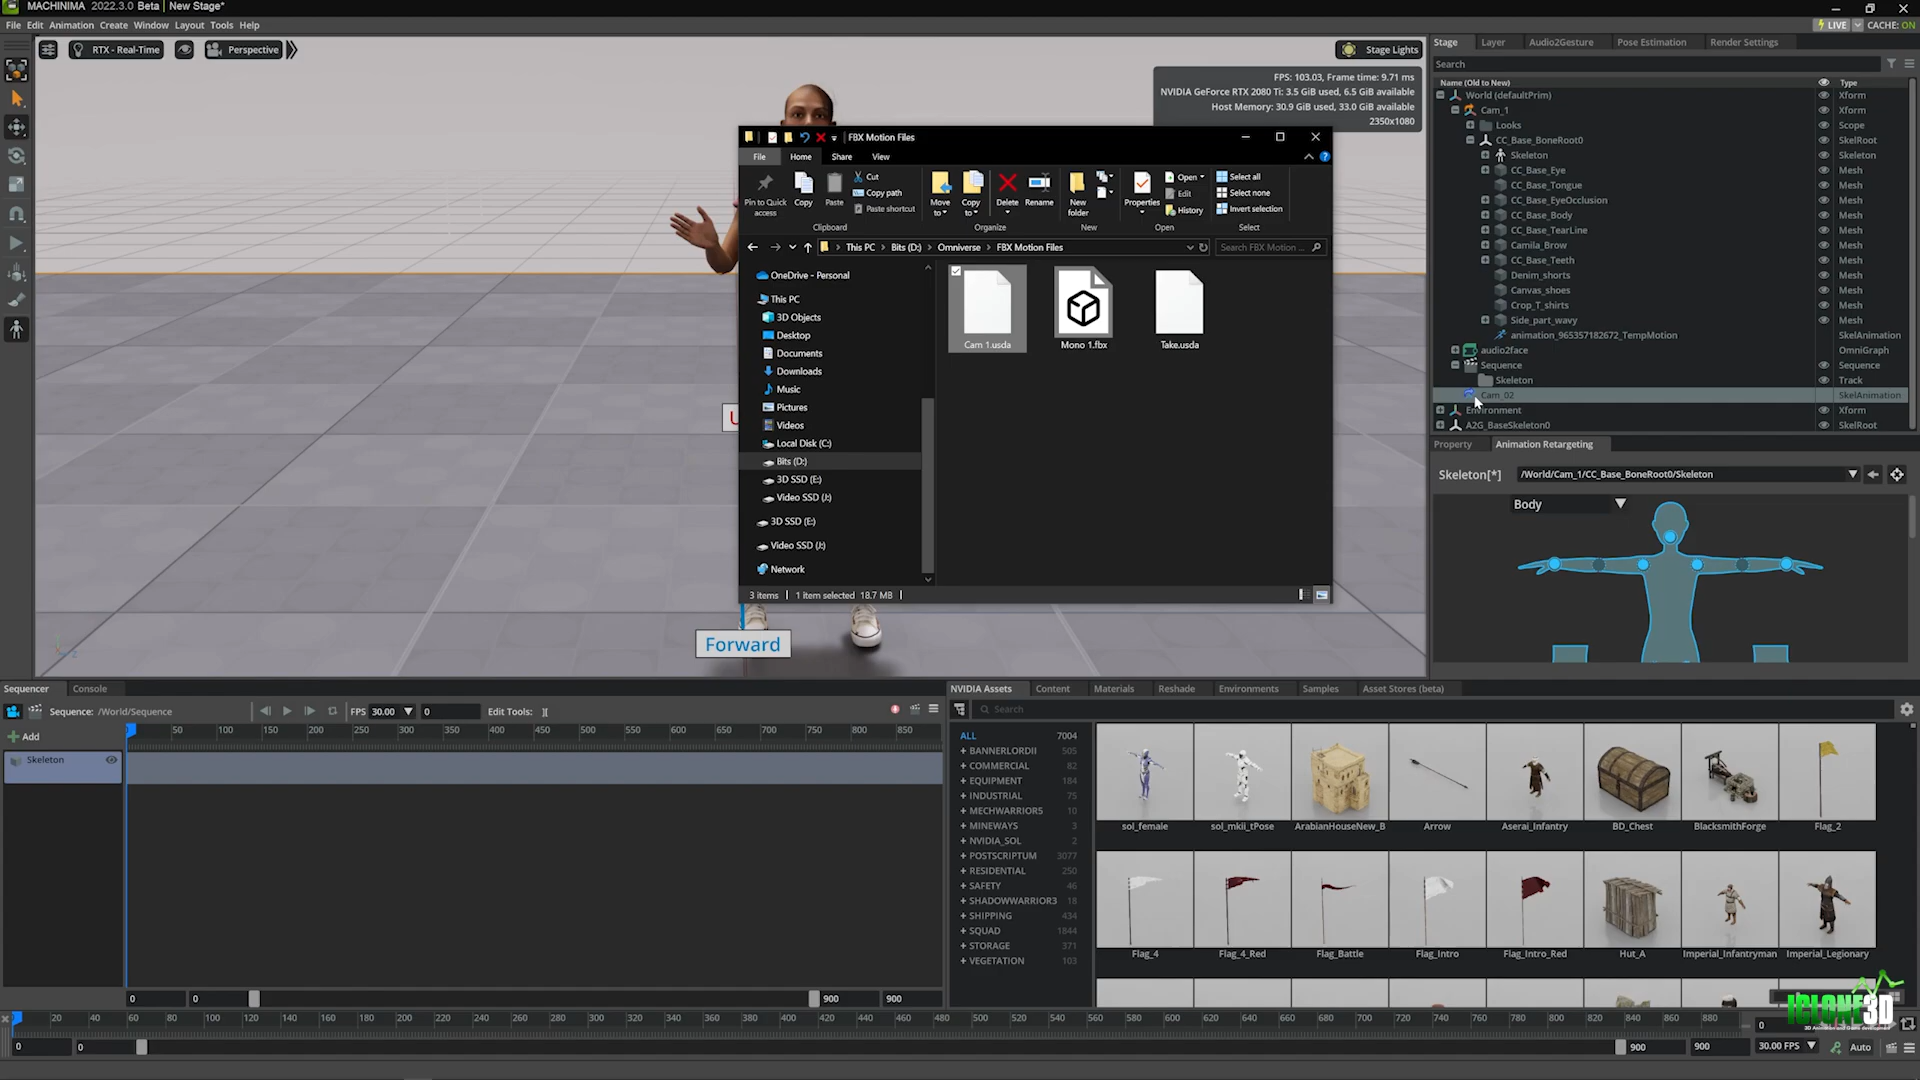 MACHINIMA 2022.3.0 Beta | New Stage*
File Edit Animation Create Window Layout Tools Help
LIVE CACHE: ON
RTX - Real-Time Perspective
Stage Lights
FPS: 103.03, Frame time: 9.71 ms
NVIDIA GeForce RTX 2080 Ti: 3.5 GiB used, 6.5 GiB available
Host Memory: 30.9 GiB used, 33.0 GiB available
2350x1080
Forward
FBX Motion Files
File Home Share View
Pin to Quick access
Copy
Paste
Cut
Copy path
Paste shortcut
Clipboard
Move to
Copy to
Delete
Rename
Organize
New folder
New
Properties
Open
Edit
History
Open
Select all
Select none
Invert selection
Select
This PC Bits (D:) Omniverse FBX Motion Files
Search FBX Motion ...
OneDrive - Personal
This PC
3D Objects
Desktop
Documents
Downloads
Music
Pictures
Videos
Local Disk (C:)
Bits (D:)
3D SSD (E:)
Video SSD (J:)
3D SSD (E:)
Video SSD (J:)
Network
Cam 1.usda
Mono 1.fbx
Take.usda
3 items 1 item selected 18.7 MB
Stage Layer Audio2Gesture Pose Estimation Render Settings
Search
Name (Old to New) Type
World (defaultPrim) Xform
Cam_1 Xform
Looks Scope
CC_Base_BoneRoot0 SkelRoot
Skeleton Skeleton
CC_Base_Eye Mesh
CC_Base_Tongue Mesh
CC_Base_EyeOcclusion Mesh
CC_Base_Body Mesh
CC_Base_TearLine Mesh
Camila_Brow Mesh
CC_Base_Teeth Mesh
Denim_shorts Mesh
Canvas_shoes Mesh
Crop_T_shirts Mesh
Side_part_wavy Mesh
animation_965357182672_TempMotion SkelAnimation
audio2face OmniGraph
Sequence Sequence
Skeleton Track
Cam_02 SkelAnimation
Environment Xform
A2G_BaseSkeleton0 SkelRoot
Property Animation Retargeting
Skeleton[*] /World/Cam_1/CC_Base_BoneRoot0/Skeleton
Body
Sequencer Console
Sequence: /World/Sequence FPS 30.00 0 Edit Tools:
Add
50 100 150 200 250 300 350 400 450 500 550 600 650 700 750 800 850
Skeleton
0 0 900 900
NVIDIA Assets Content Materials Reshade Environments Samples Asset Stores (beta)
Search
ALL 7004
+ BANNERLORDII 505
+ COMMERCIAL 82
+ EQUIPMENT 184
+ INDUSTRIAL 75
+ MECHWARRIOR5 10
+ MINEWAYS 3
+ NVIDIA_SOL 2
+ POSTSCRIPTUM 3077
+ RESIDENTIAL 250
+ SAFETY 46
+ SHADOWWARRIOR3 18
+ SHIPPING 434
+ SQUAD 1844
+ STORAGE 371
+ VEGETATION 103
sol_female sol_mkii_tPose ArabianHouseNew_B Arrow Aserai_Infantry BD_Chest BlacksmithForge Flag_2
Flag_4 Flag_4_Red Flag_Battle Flag_Intro Flag_Intro_Red Hut_A Imperial_Infantryman Imperial_Legionary
20 40 60 80 100 120 140 160 180 200 220 240 260 280 300 320 340 360 380 400 420 440 460 480 500 520 540 560 580 600 620 640 660 680 700 720 740 760 780 800 820 840 860 880
0
0 0 900 900 30.00 FPS Auto
ICLONE3D